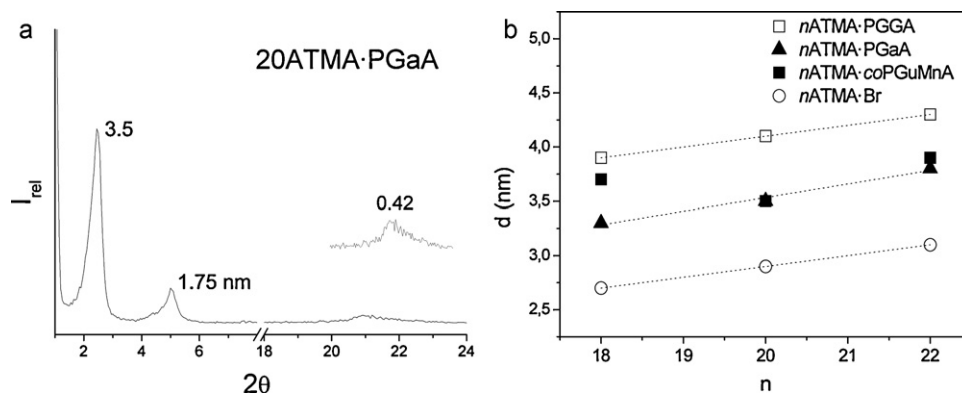 a
20ATMA·PGaA
3.5
0.42
1.75 nm
I rel
2 4 6 18 20 22 24
2θ
b
nATMA·PGGA
nATMA·PGaA
nATMA·coPGuMnA
nATMA·Br
5,0
4,5
4,0
3,5
3,0
2,5
d (nm)
18 19 20 21 22
n